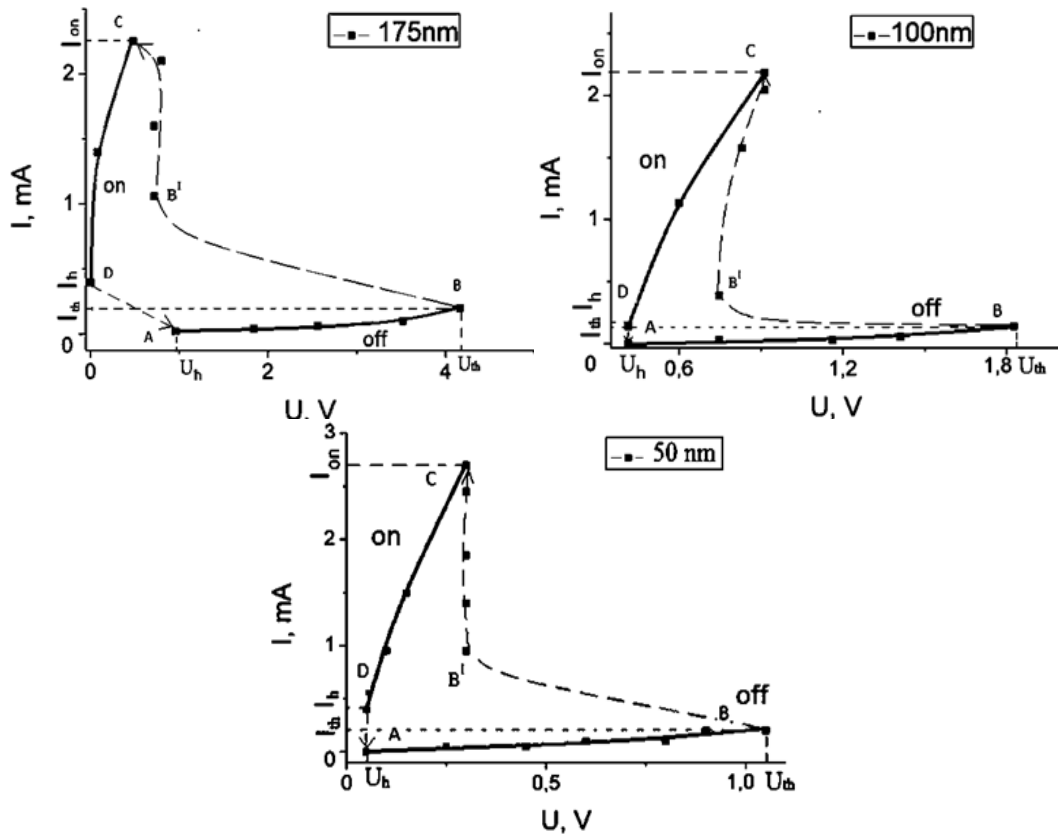 175nm
I, mA
U, V
I_on
2
1
I_h
I_th
0
0
2
4
U_h
U_th
C
on
B^I
D
A
B
off
100nm
I, mA
U, V
I_on
2
1
I_h
I_th
0
0,6
1,2
1,8
U_h
U_th
C
on
B^I
D
A
B
off
50 nm
I, mA
U, V
3
I_on
2
1
I_h
I_th
0
0
0,5
1,0
U_h
U_th
C
on
B^I
D
A
B
off